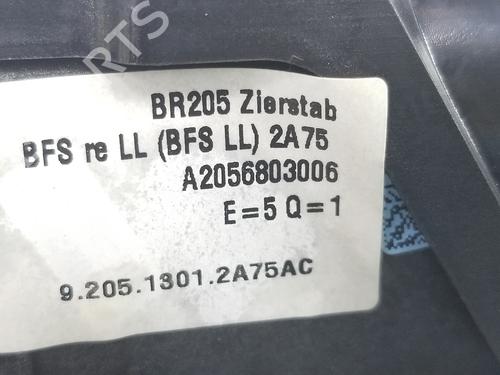 BR205 Zierstab
BFS re LL (BFS LL) 2A75
A2056803006
E=5 Q=1
9.205.1301.2A75AC